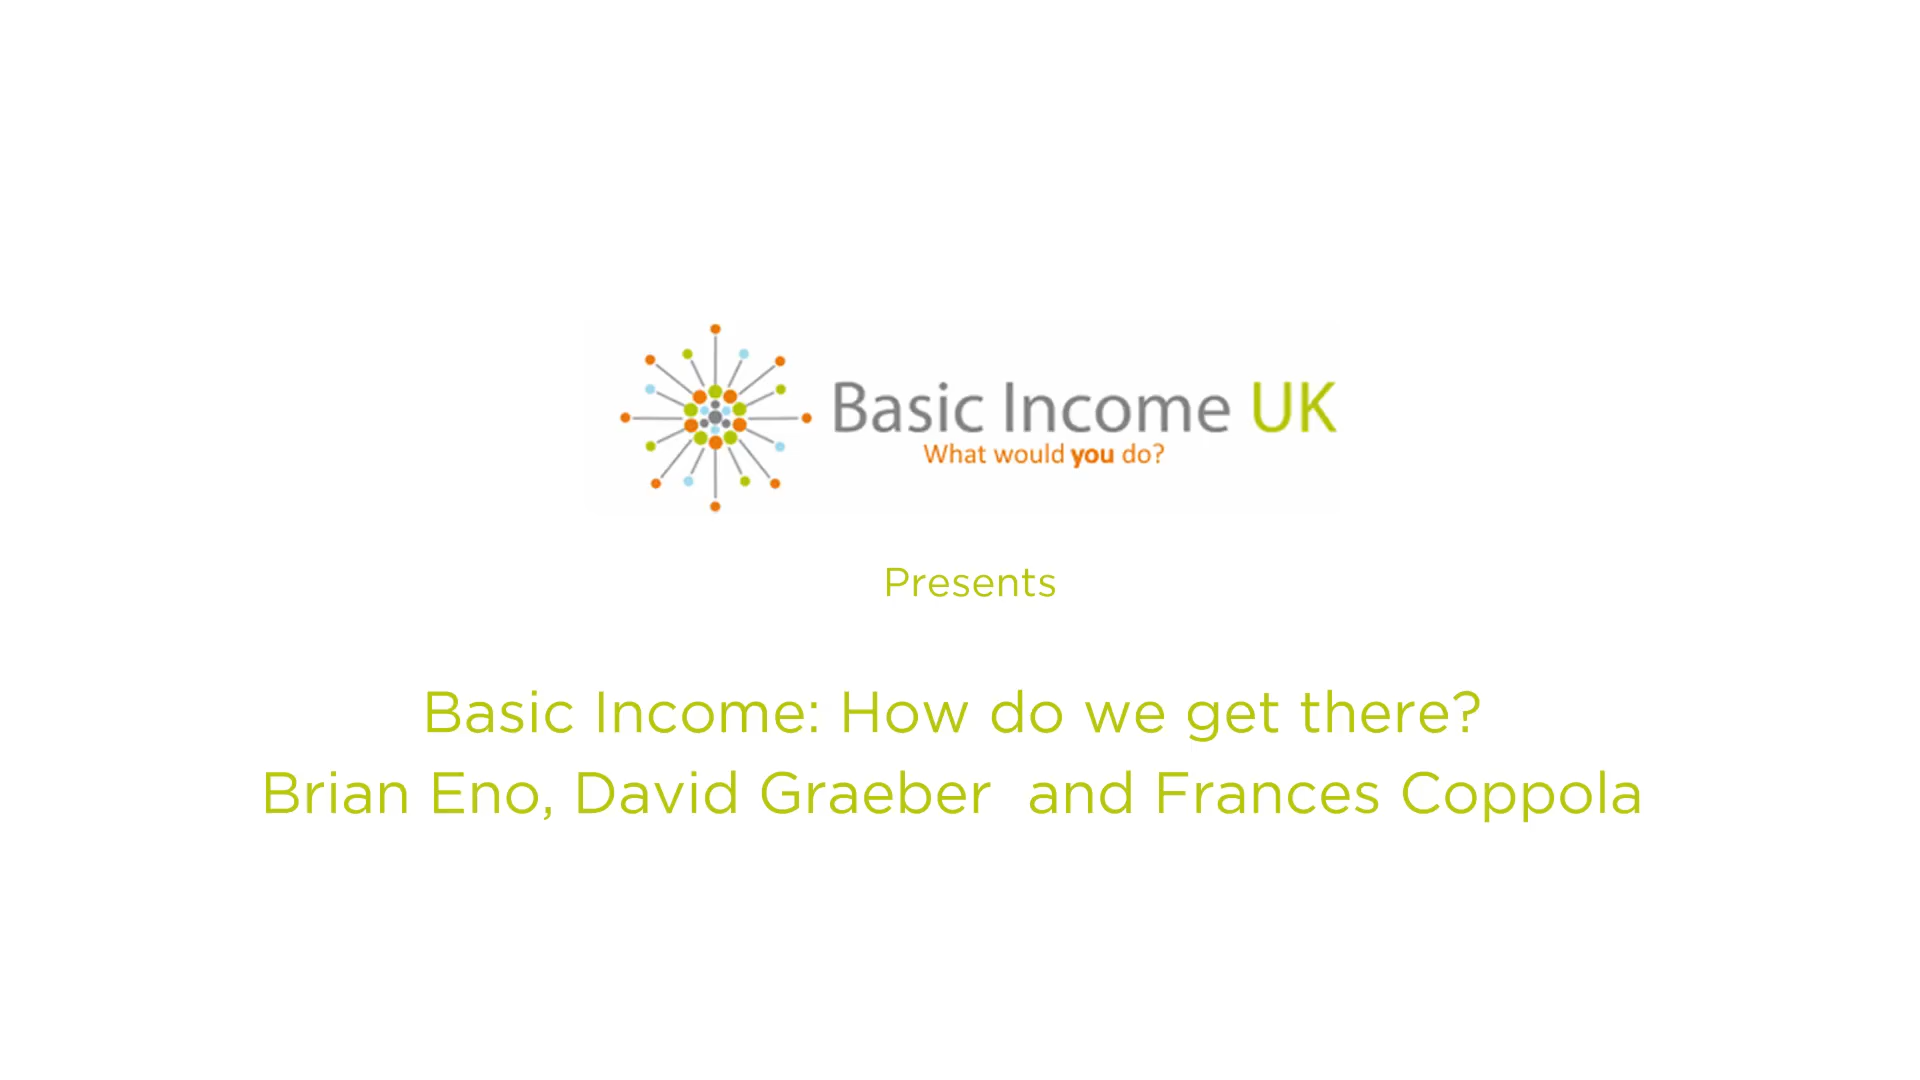 Basic Income UK
What would you do?
Presents
Basic Income: How do we get there?
Brian Eno, David Graeber and Frances Coppola